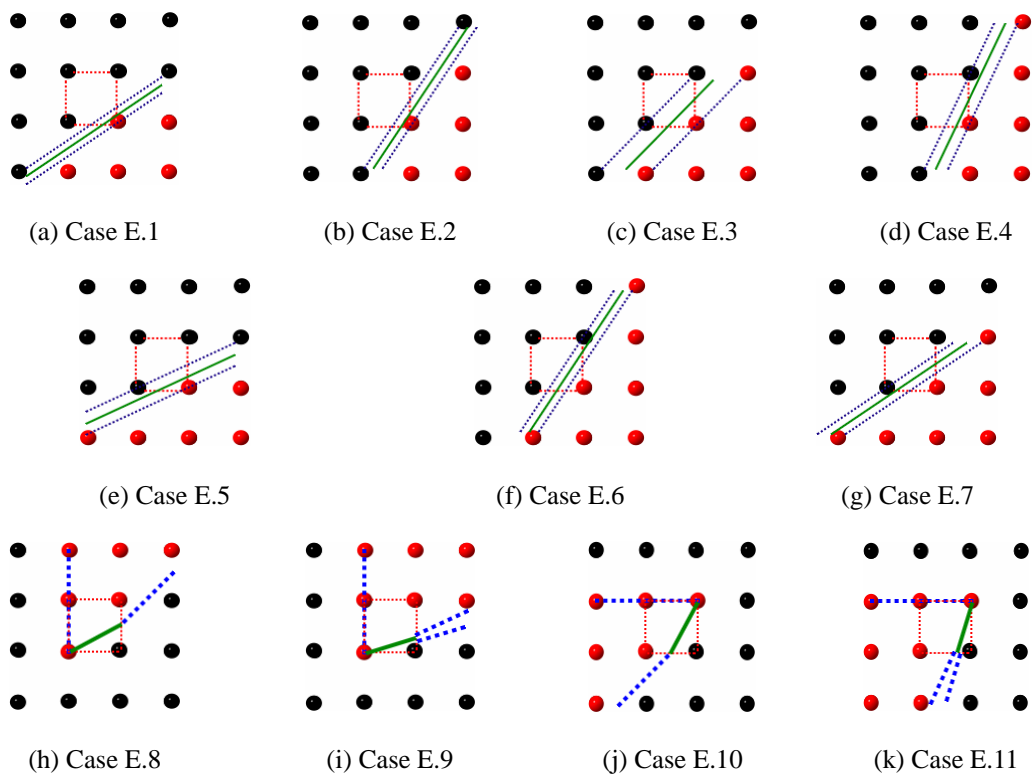 (a) Case E.1
(b) Case E.2
(c) Case E.3
(d) Case E.4
(e) Case E.5
(f) Case E.6
(g) Case E.7
(h) Case E.8
(i) Case E.9
(j) Case E.10
(k) Case E.11